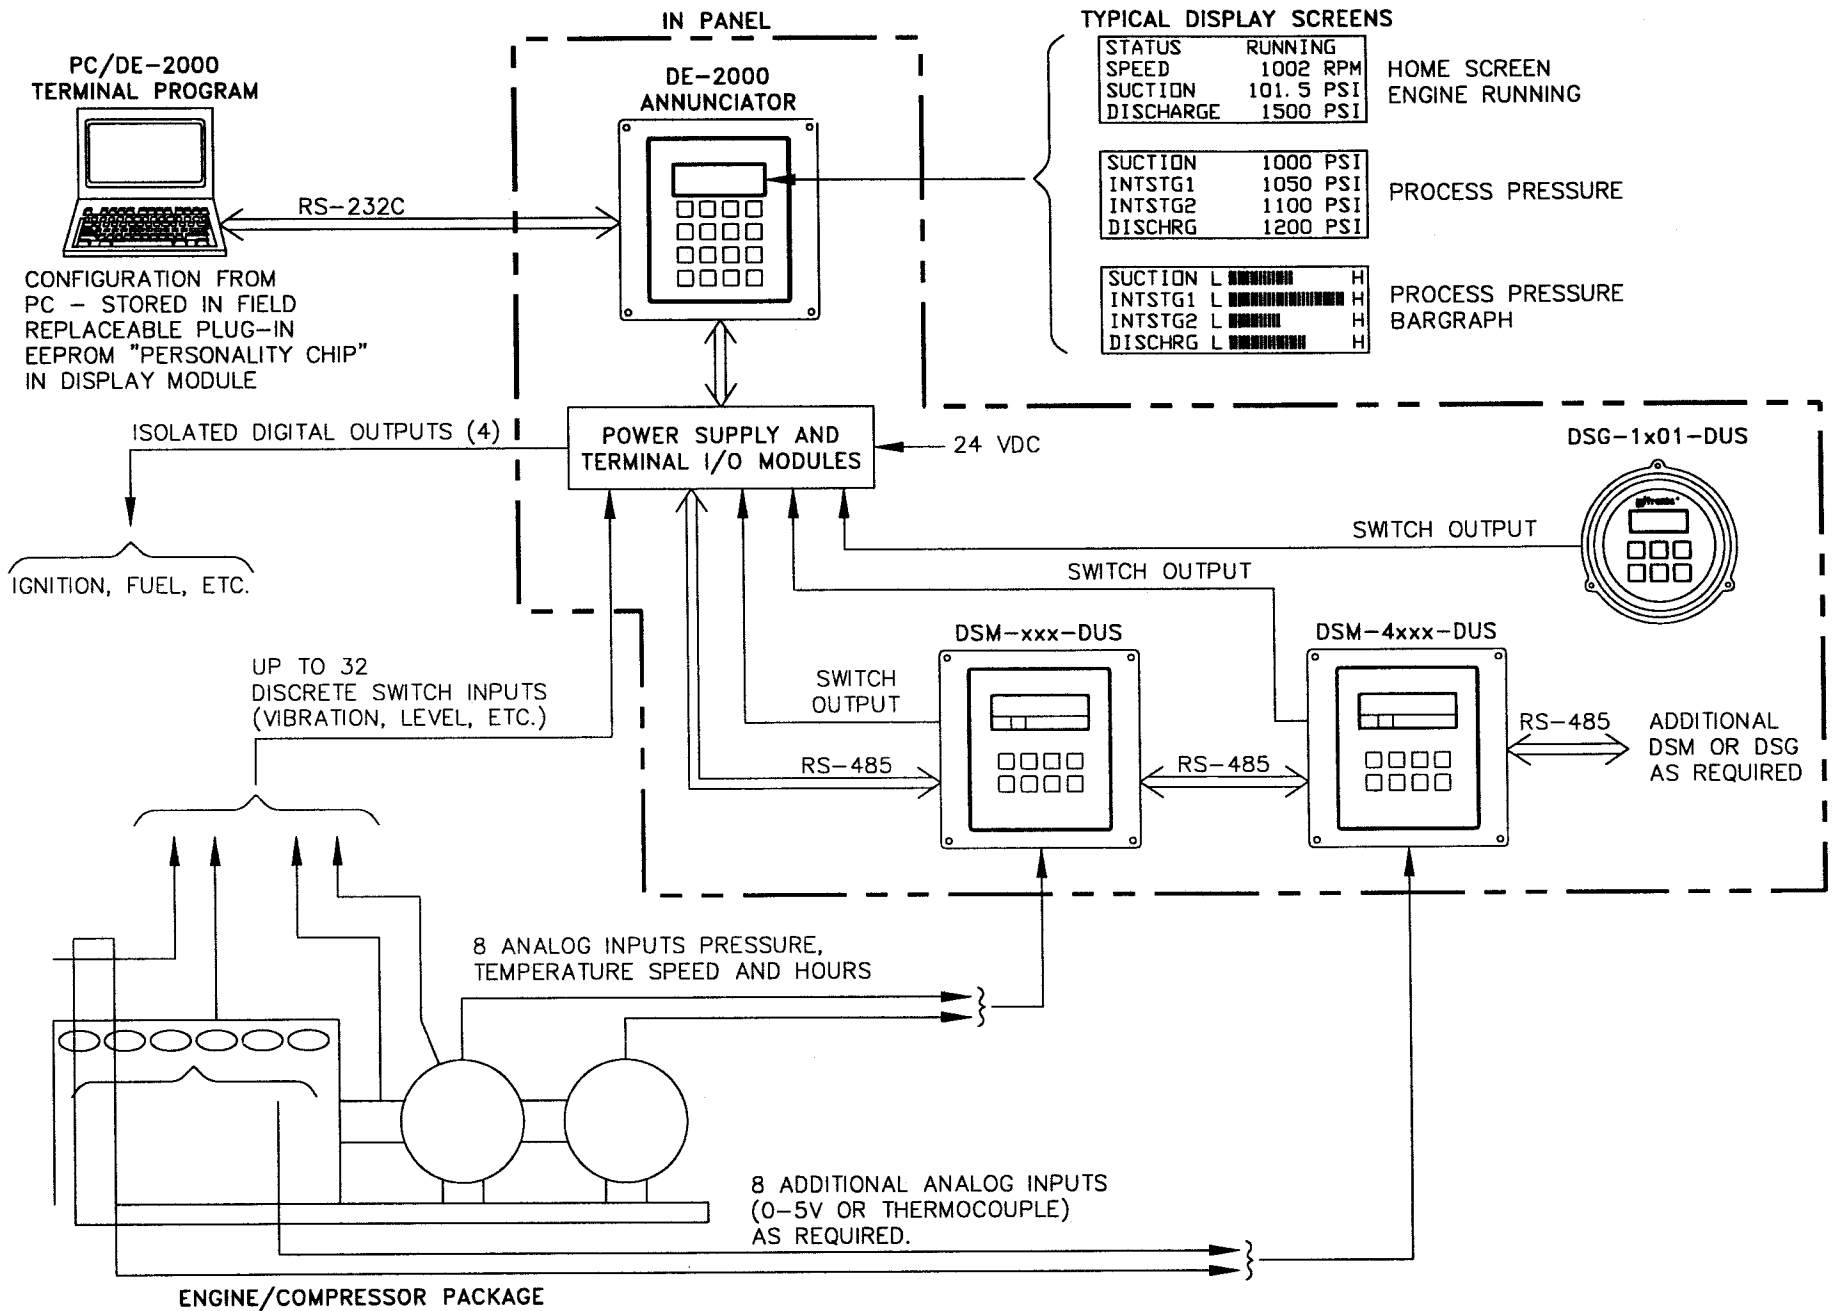 IN PANEL
TYPICAL DISPLAY SCREENS
PC/DE-2000
TERMINAL PROGRAM
DE-2000
ANNUNCIATOR
STATUS RUNNING
SPEED 1002 RPM
SUCTION 101.5 PSI
DISCHARGE 1500 PSI
HOME SCREEN
ENGINE RUNNING
SUCTION 1000 PSI
INTSTG1 1050 PSI
INTSTG2 1100 PSI
DISCHRG 1200 PSI
PROCESS PRESSURE
RS-232C
SUCTION L H
INTSTG1 L H
INTSTG2 L H
DISCHRG L H
PROCESS PRESSURE
BARGRAPH
CONFIGURATION FROM
PC - STORED IN FIELD
REPLACEABLE PLUG-IN
EEPROM "PERSONALITY CHIP"
IN DISPLAY MODULE
ISOLATED DIGITAL OUTPUTS (4)
POWER SUPPLY AND
TERMINAL I/O MODULES
24 VDC
DSG-1x01-DUS
SWITCH OUTPUT
SWITCH OUTPUT
IGNITION, FUEL, ETC.
DSM-xxx-DUS
DSM-4xxx-DUS
UP TO 32
DISCRETE SWITCH INPUTS
(VIBRATION, LEVEL, ETC.)
SWITCH
OUTPUT
RS-485
RS-485
RS-485
ADDITIONAL
DSM OR DSG
AS REQUIRED
8 ANALOG INPUTS PRESSURE,
TEMPERATURE SPEED AND HOURS
8 ADDITIONAL ANALOG INPUTS
(0-5V OR THERMOCOUPLE)
AS REQUIRED.
ENGINE/COMPRESSOR PACKAGE